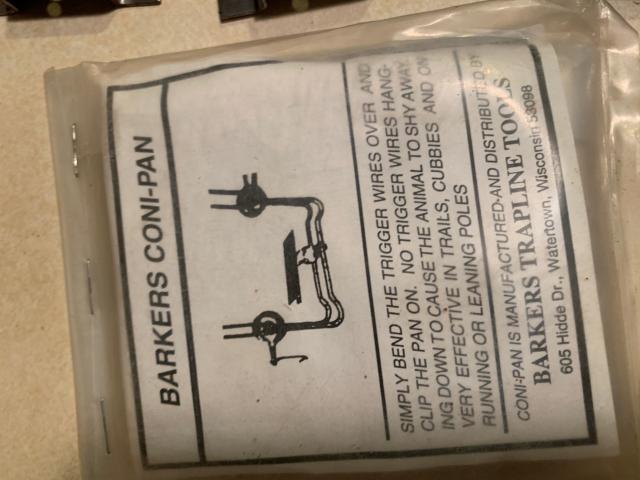 BARKERS CONI-PAN
SIMPLY BEND THE TRIGGER WIRES OVER AND
CLIP THE PAN ON. NO TRIGGER WIRES HANG-
ING DOWN TO CAUSE THE ANIMAL TO SHY AWAY.
VERY EFFECTIVE IN TRAILS, CUBBIES AND ON
RUNNING OR LEANING POLES
CONI-PAN IS MANUFACTURED AND DISTRIBUTED BY
BARKERS TRAPLINE TOOLS
605 Hidde Dr., Watertown, Wisconsin 53098